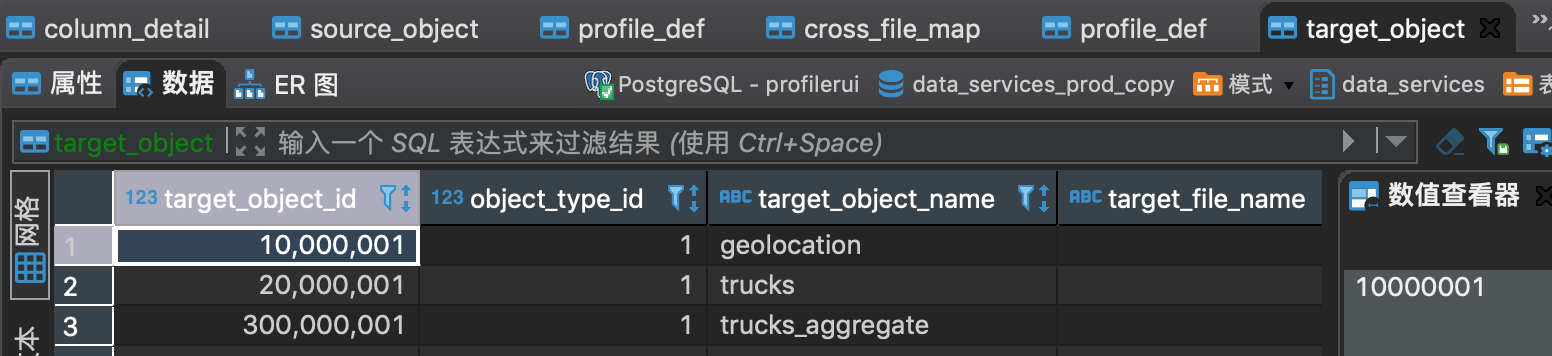 column_detail source_object profile_def cross_file_map profile_def target_object
属性 数据 ER 图 PostgreSQL - profilerui data_services_prod_copy 模式 data_services
target_object 输入一个 SQL 表达式来过滤结果 (使用 Ctrl+Space)
网格
123 target_object_id 123 object_type_id ABC target_object_name ABC target_file_name
数值查看器
1 10,000,001 1 geolocation
2 20,000,001 1 trucks
3 300,000,001 1 trucks_aggregate
10000001